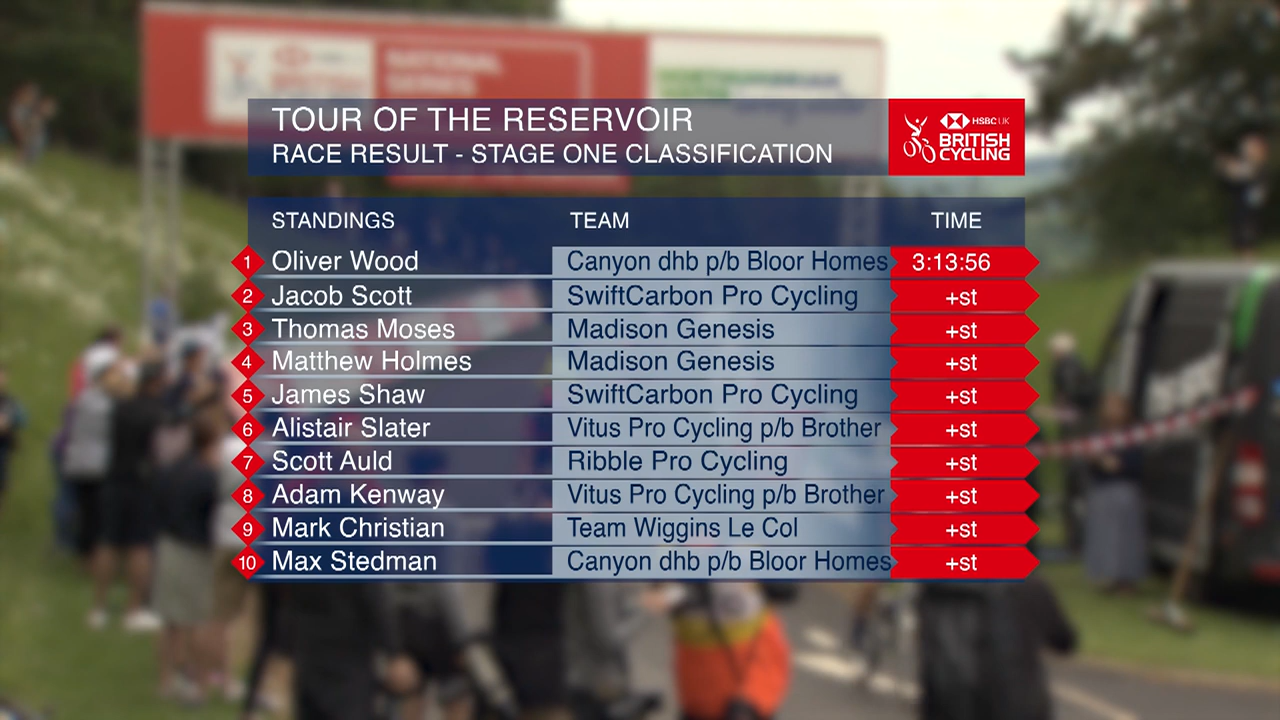 NATIONAL
SERIES
TOUR OF THE RESERVOIR
RACE RESULT - STAGE ONE CLASSIFICATION
HSBC UK
BRITISH
CYCLING
STANDINGS TEAM TIME
1 Oliver Wood Canyon dhb p/b Bloor Homes 3:13:56
2 Jacob Scott SwiftCarbon Pro Cycling +st
3 Thomas Moses Madison Genesis +st
4 Matthew Holmes Madison Genesis +st
5 James Shaw SwiftCarbon Pro Cycling +st
6 Alistair Slater Vitus Pro Cycling p/b Brother +st
7 Scott Auld Ribble Pro Cycling +st
8 Adam Kenway Vitus Pro Cycling p/b Brother +st
9 Mark Christian Team Wiggins Le Col +st
10 Max Stedman Canyon dhb p/b Bloor Homes +st